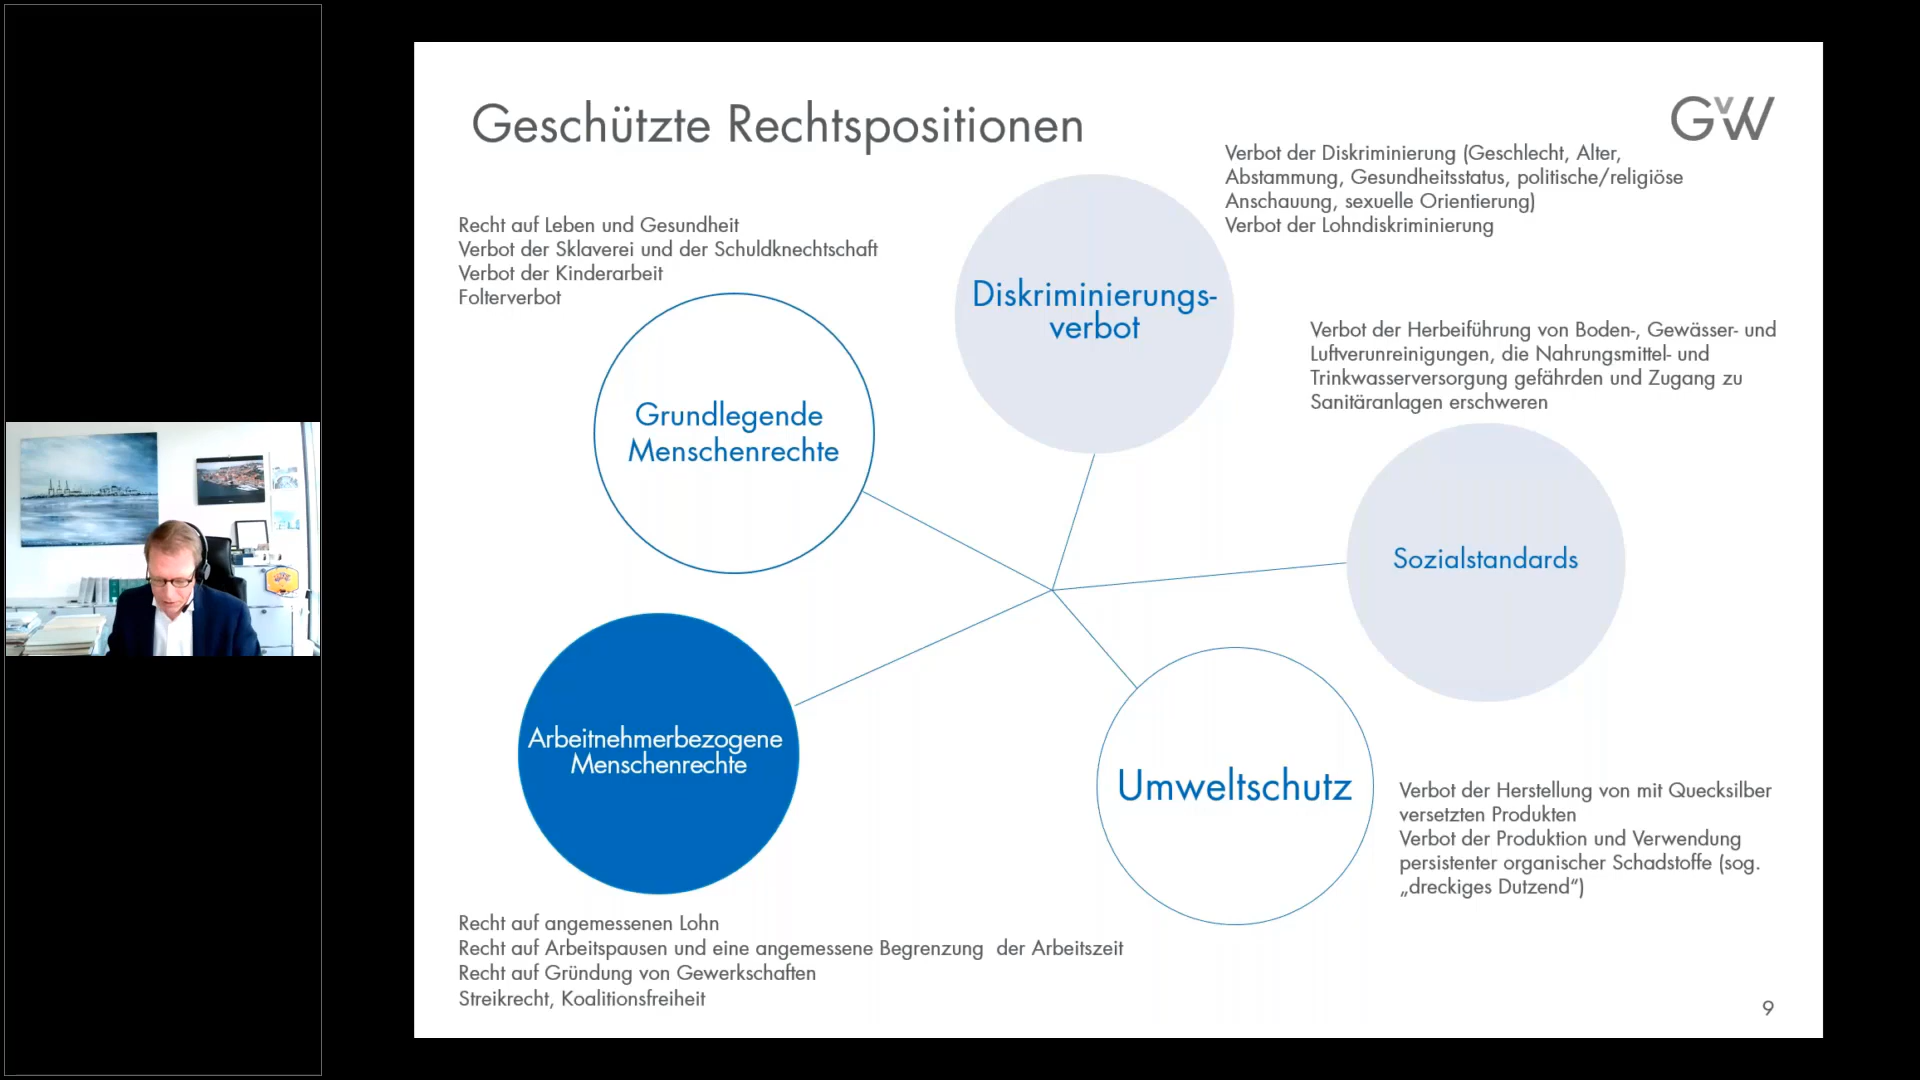 Geschützte Rechtspositionen
GvW
Verbot der Diskriminierung (Geschlecht, Alter,
Abstammung, Gesundheitsstatus, politische/religiöse
Anschauung, sexuelle Orientierung)
Verbot der Lohndiskriminierung
Recht auf Leben und Gesundheit
Verbot der Sklaverei und der Schuldknechtschaft
Verbot der Kinderarbeit
Folterverbot
Diskriminierungs-
verbot
Verbot der Herbeiführung von Boden-, Gewässer- und
Luftverunreinigungen, die Nahrungsmittel- und
Trinkwasserversorgung gefährden und Zugang zu
Sanitäranlagen erschweren
Grundlegende
Menschenrechte
Sozialstandards
Arbeitnehmerbezogene
Menschenrechte
Umweltschutz
Verbot der Herstellung von mit Quecksilber
versetzten Produkten
Verbot der Produktion und Verwendung
persistenter organischer Schadstoffe (sog.
„dreckiges Dutzend“)
Recht auf angemessenen Lohn
Recht auf Arbeitspausen und eine angemessene Begrenzung  der Arbeitszeit
Recht auf Gründung von Gewerkschaften
Streikrecht, Koalitionsfreiheit
9